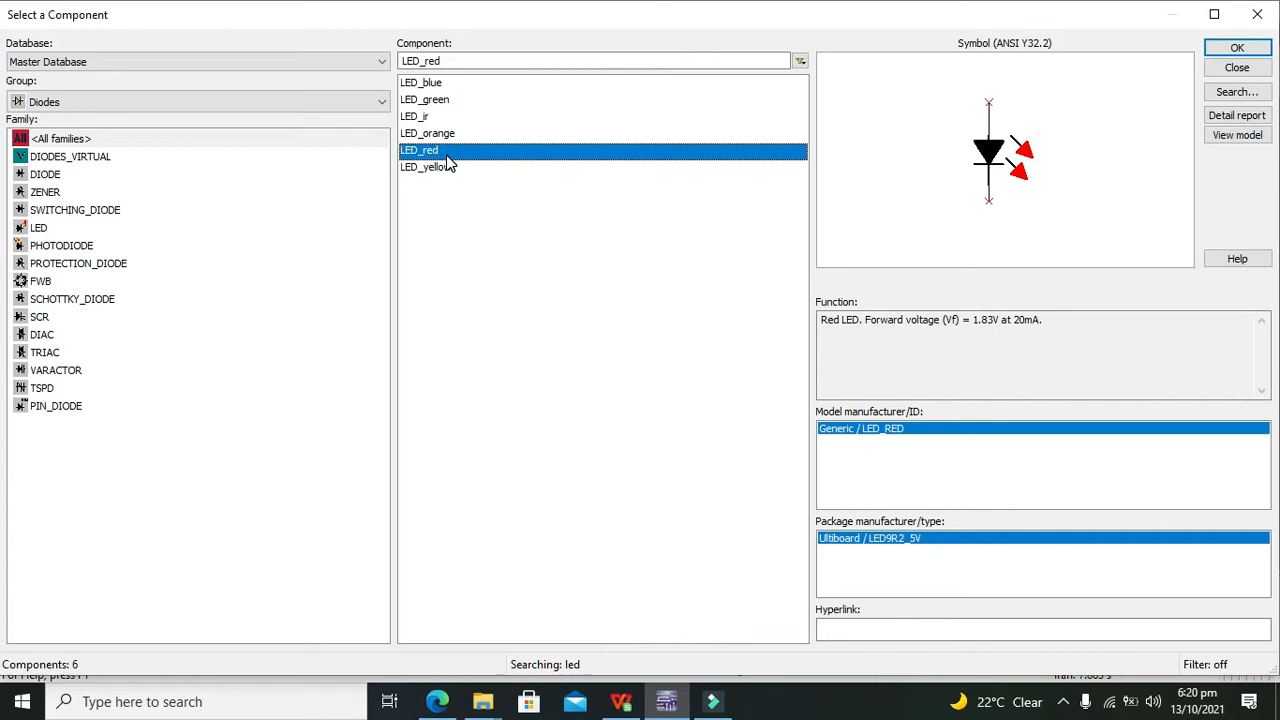 Select a Component
Database:
Master Database
Group:
Diodes
Family:
All <All families>
DIODES_VIRTUAL
DIODE
ZENER
SWITCHING_DIODE
LED
PHOTODIODE
PROTECTION_DIODE
FWB
SCHOTTKY_DIODE
SCR
DIAC
TRIAC
VARACTOR
TSPD
PIN_DIODE
Component:
LED_red
LED_blue
LED_green
LED_ir
LED_orange
LED_red
LED_yellow
Symbol (ANSI Y32.2)
OK
Close
Search...
Detail report
View model
Help
Function:
Red LED. Forward voltage (Vf) = 1.83V at 20mA.
Model manufacturer/ID:
Generic / LED_RED
Package manufacturer/type:
Ultiboard / LED9R2_5V
Hyperlink:
Components: 6
Searching: led
Filter: off
Type here to search
22°C Clear
6:20 pm
13/10/2021